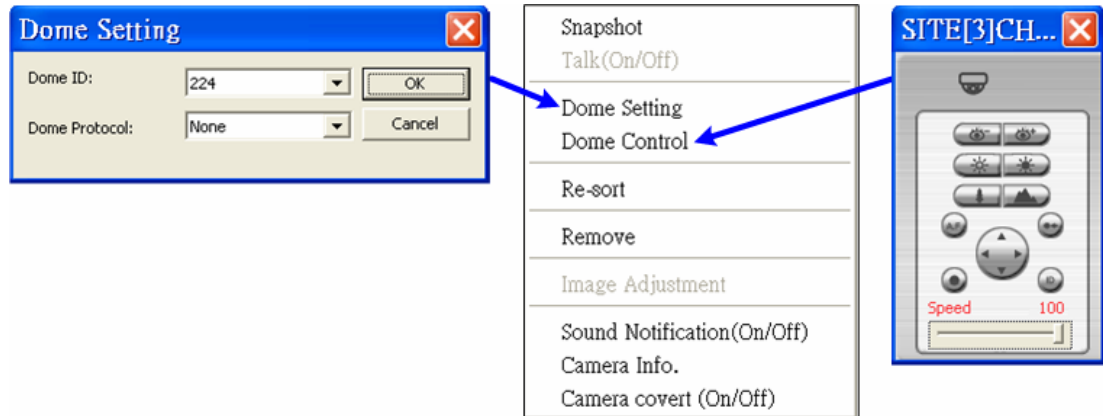 Dome Setting
Dome ID:
224
OK
Dome Protocol:
None
Cancel
Snapshot
Talk(On/Off)
Dome Setting
Dome Control
Re-sort
Remove
Image Adjustment
Sound Notification(On/Off)
Camera Info.
Camera covert (On/Off)
SITE[3]CH...
A.F
ID
Speed 100